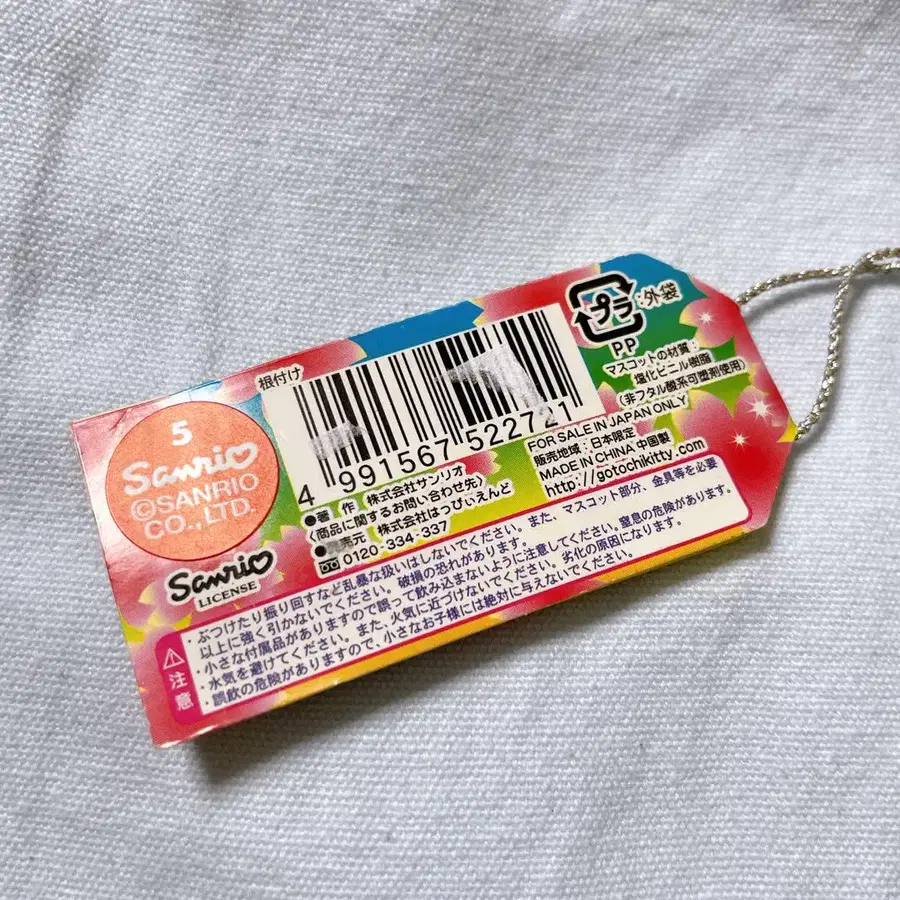 5
Sanrio
©SANRIO
CO.,LTD.
Sanrio
LICENSE
根付け
4 991567 522721
●著 作 株式会社サンリオ
〈商品に関するお問い合わせ先〉
元 株式会社はっぴぃえんど
0120-334-337
プラ :外袋
PP
マスコットの材質:
塩化ビニル樹脂
(非フタル酸系可塑剤使用)
FOR SALE IN JAPAN ONLY
販売地域:日本限定
MADE IN CHINA 中国製
http://gotochikitty.com
注意
・ぶつけたり振り回すなど乱暴な扱いはしないでください。また、マスコット部分、金具等を必要
以上に強く引かないでください。破損の恐れがあります。
・小さな付属品がありますので誤って飲み込まないように注意してください。窒息の危険があります。
・水気を避けてください。また、火気に近づけないでください。劣化の原因になります。
・誤飲の危険がありますので、小さなお子様には絶対に与えないでください。